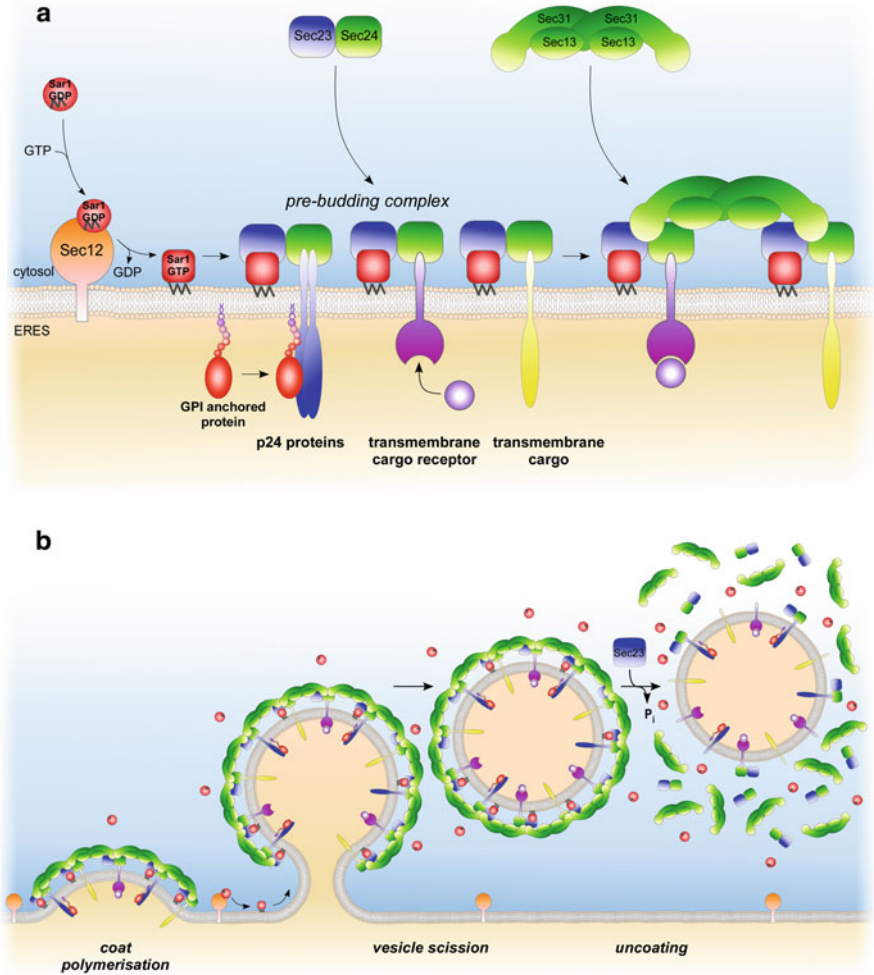 a
Sec23 Sec24
Sec31 Sec31
Sec13 Sec13
Sar1
GDP
GTP
pre-budding complex
Sar1
GDP
Sec12
cytosol
GDP
Sar1
GTP
ERES
GPI anchored
protein
p24 proteins
transmembrane
cargo receptor
transmembrane
cargo
b
Sec23
Pi
coat
polymerisation
vesicle scission
uncoating